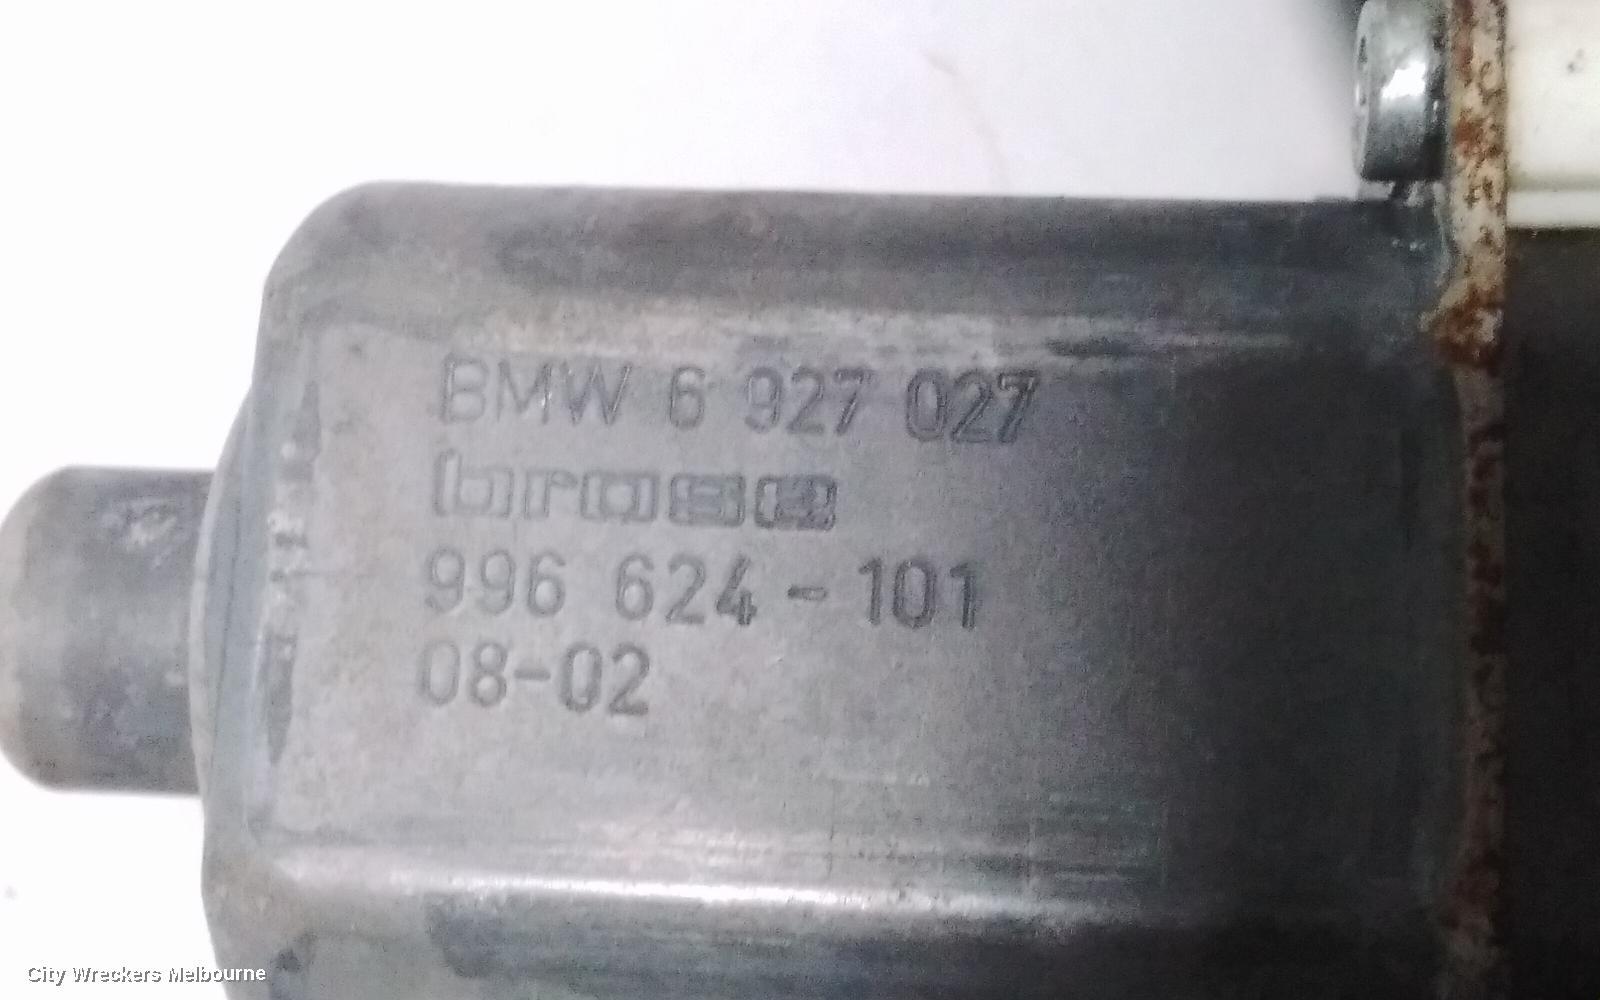 BMW 6 927 027
brose
996 624-101
08-02
City Wreckers Melbourne